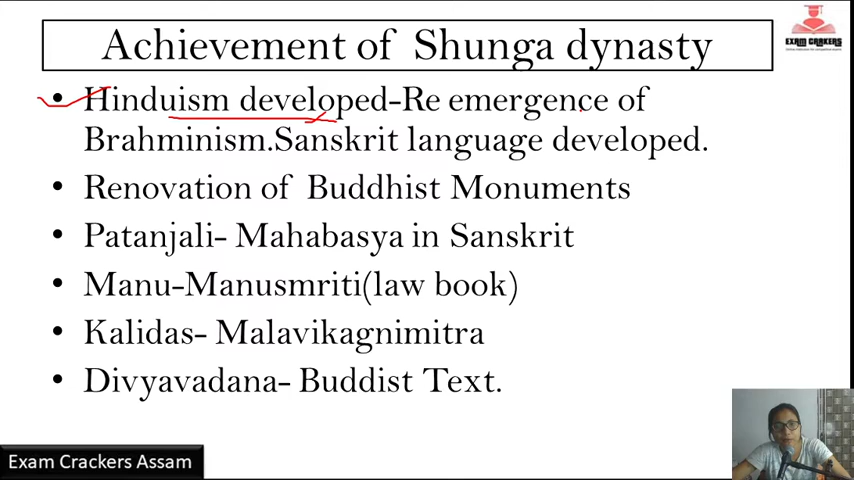 Achievement of Shunga dynasty
EXAM CRAKERS
• Hinduism developed-Re emergence of
Brahminism.Sanskrit language developed.
• Renovation of Buddhist Monuments
• Patanjali- Mahabasya in Sanskrit
• Manu-Manusmriti(law book)
• Kalidas- Malavikagnimitra
• Divyavadana- Buddist Text.
Exam Crackers Assam